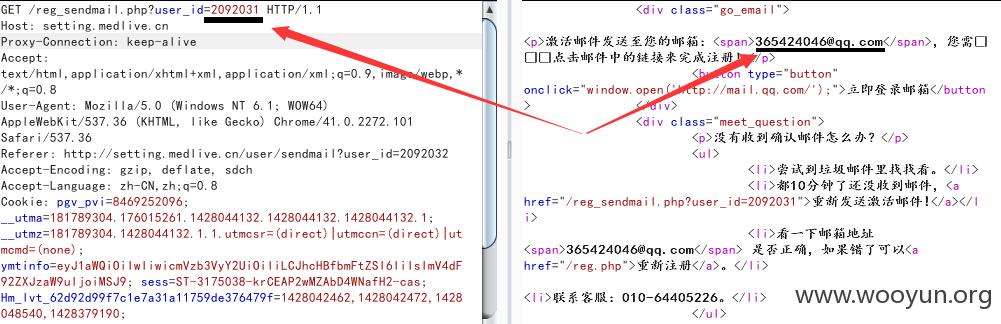 GET /reg_sendmail.php?user_id=2092031 HTTP/1.1
Host: setting.medlive.cn
Proxy-Connection: keep-alive
Accept:
text/html,application/xhtml+xml,application/xml;q=0.9,image/webp,*
/*;q=0.8
User-Agent: Mozilla/5.0 (Windows NT 6.1; WOW64)
AppleWebKit/537.36 (KHTML, like Gecko) Chrome/41.0.2272.101
Safari/537.36
Referer: http://setting.medlive.cn/user/sendmail?user_id=2092032
Accept-Encoding: gzip, deflate, sdch
Accept-Language: zh-CN,zh;q=0.8
Cookie: pgv_pvi=8469252096;
__utma=181789304.176015261.1428044132.1428044132.1428044132.1;
__utmz=181789304.1428044132.1.1.utmcsr=(direct)|utmccn=(direct)|ut
mcmd=(none);
92ZXJzaW9uIjoiMSJ9; sess=ST-3175038-krCEAP2wMZAbD4WNafH2-cas;
Hm_lvt_62d92d99f7c1e7a31a11759de376479f=1428042462,1428042472,1428
048540,1428379190;
<div class="go_email">
<p>激活邮件发送至您的邮箱：<span>365424046@qq.com</span>，您需
点击邮件中的链接来完成注册！</p>
<button type="button"
onclick="window.open('http://mail.qq.com/');">立即登录邮箱</button
>
</div>
<div class="meet_question">
<p>没有收到确认邮件怎么办？</p>
<ul>
<li>尝试到垃圾邮件里找找看。</li>
<li>都10分钟了还没收到邮件，<a
href="/reg_sendmail.php?user_id=2092031">重新发送激活邮件!</a></l
i>
<li>看一下邮箱地址
<span>365424046@qq.com</span> 是否正确，如果错了可以<a
href="/reg.php">重新注册</a>。</li>
<li>联系客服：010-64405226。</li>
</ul>
www.wooyun.org